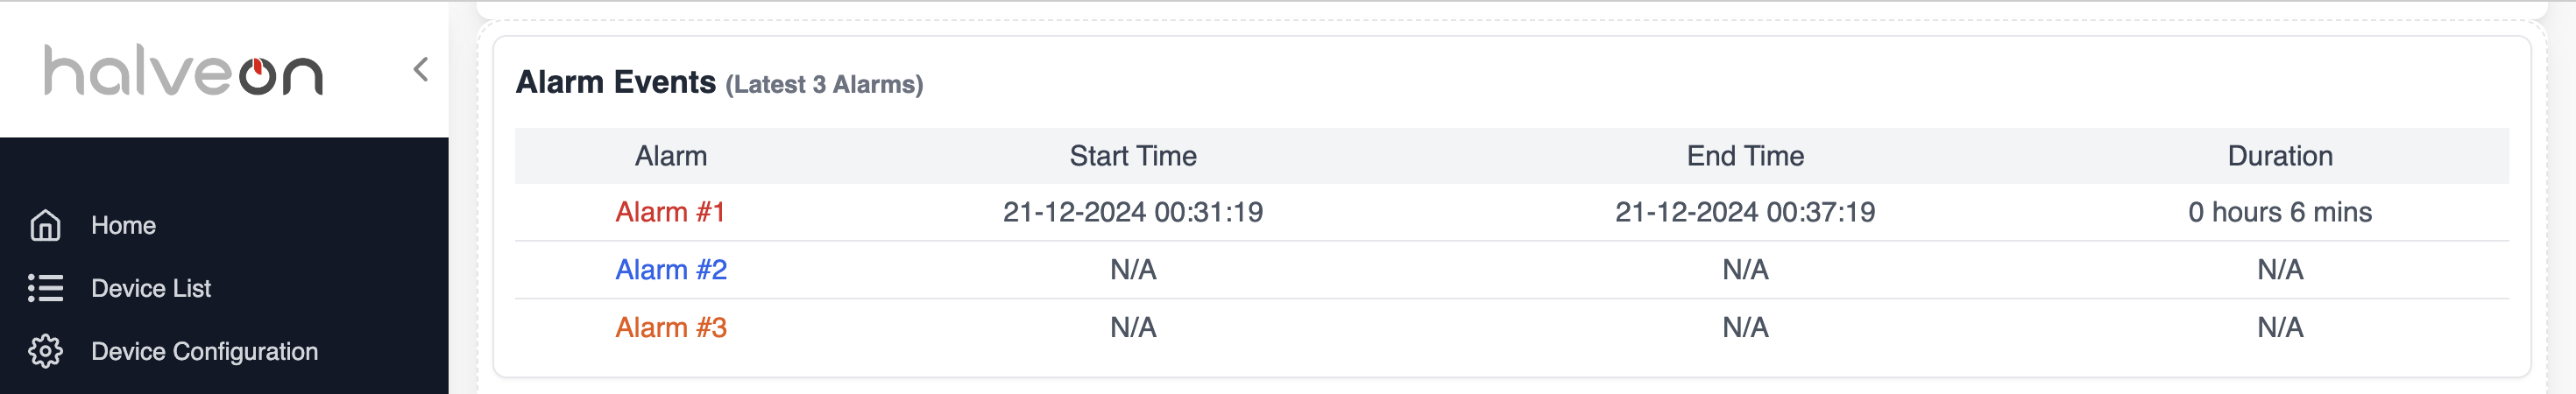 halveon
Home
Device List
Device Configuration
Alarm Events (Latest 3 Alarms)
Alarm Start Time End Time Duration
Alarm #1 21-12-2024 00:31:19 21-12-2024 00:37:19 0 hours 6 mins
Alarm #2 N/A N/A N/A
Alarm #3 N/A N/A N/A